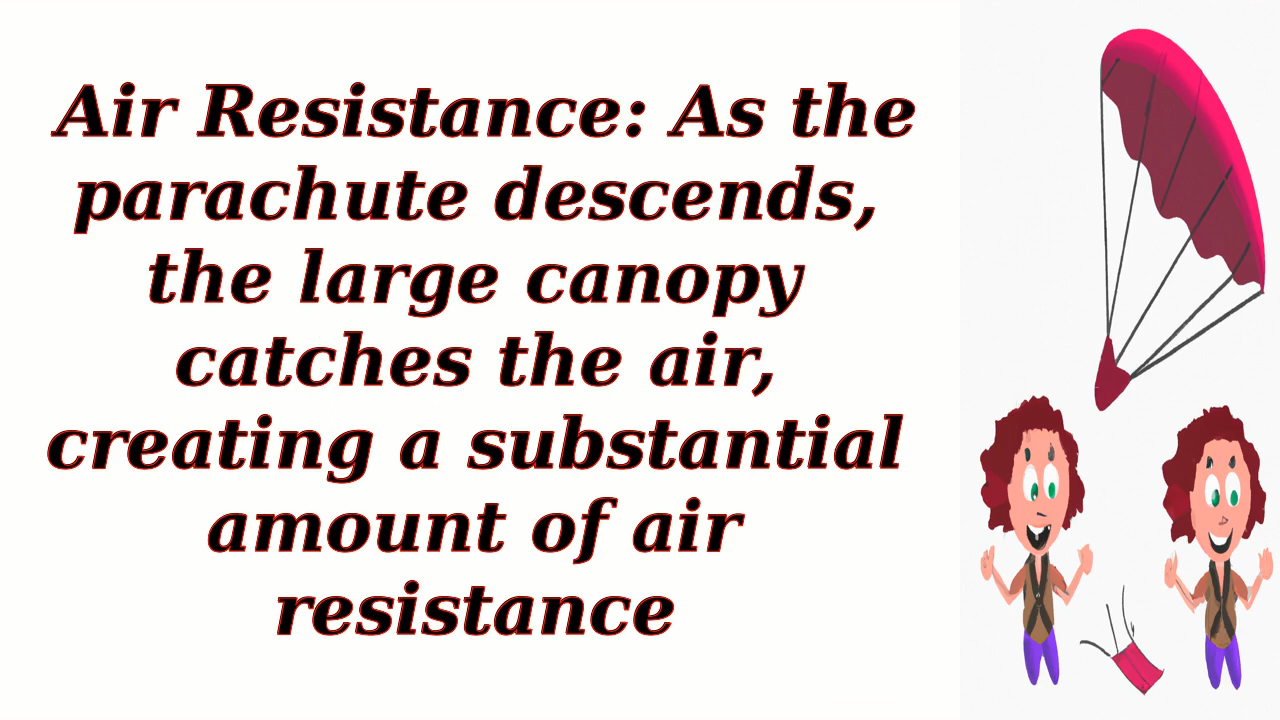 Air Resistance: As the
parachute descends,
the large canopy
catches the air,
creating a substantial
amount of air
resistance